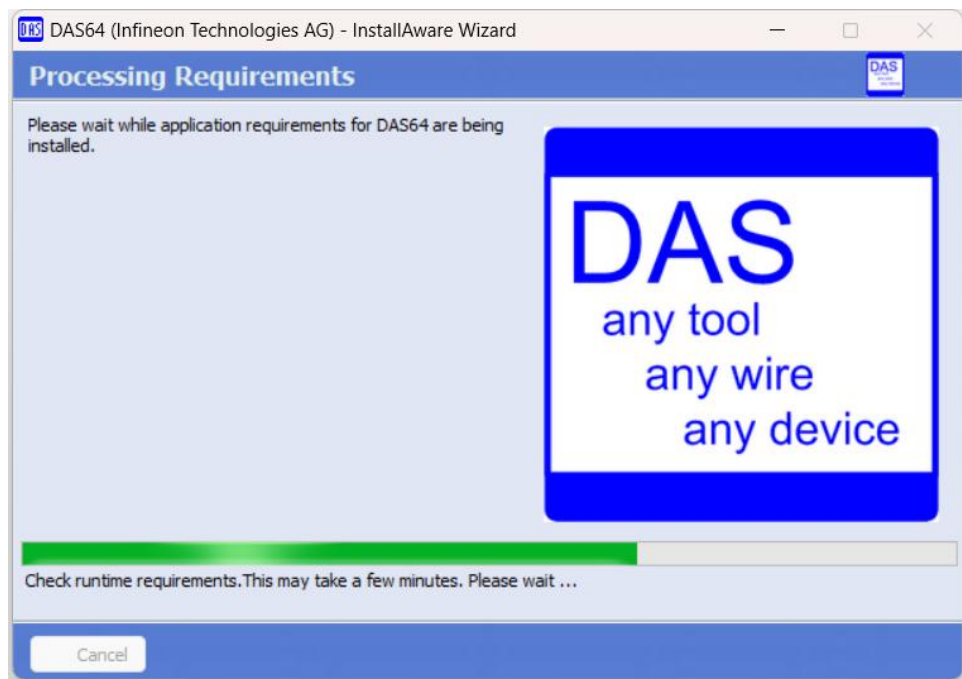 DAS DAS64 (Infineon Technologies AG) - InstallAware Wizard
Processing Requirements
DAS
Please wait while application requirements for DAS64 are being
installed.
DAS
any tool
any wire
any device
Check runtime requirements.This may take a few minutes. Please wait ...
Cancel